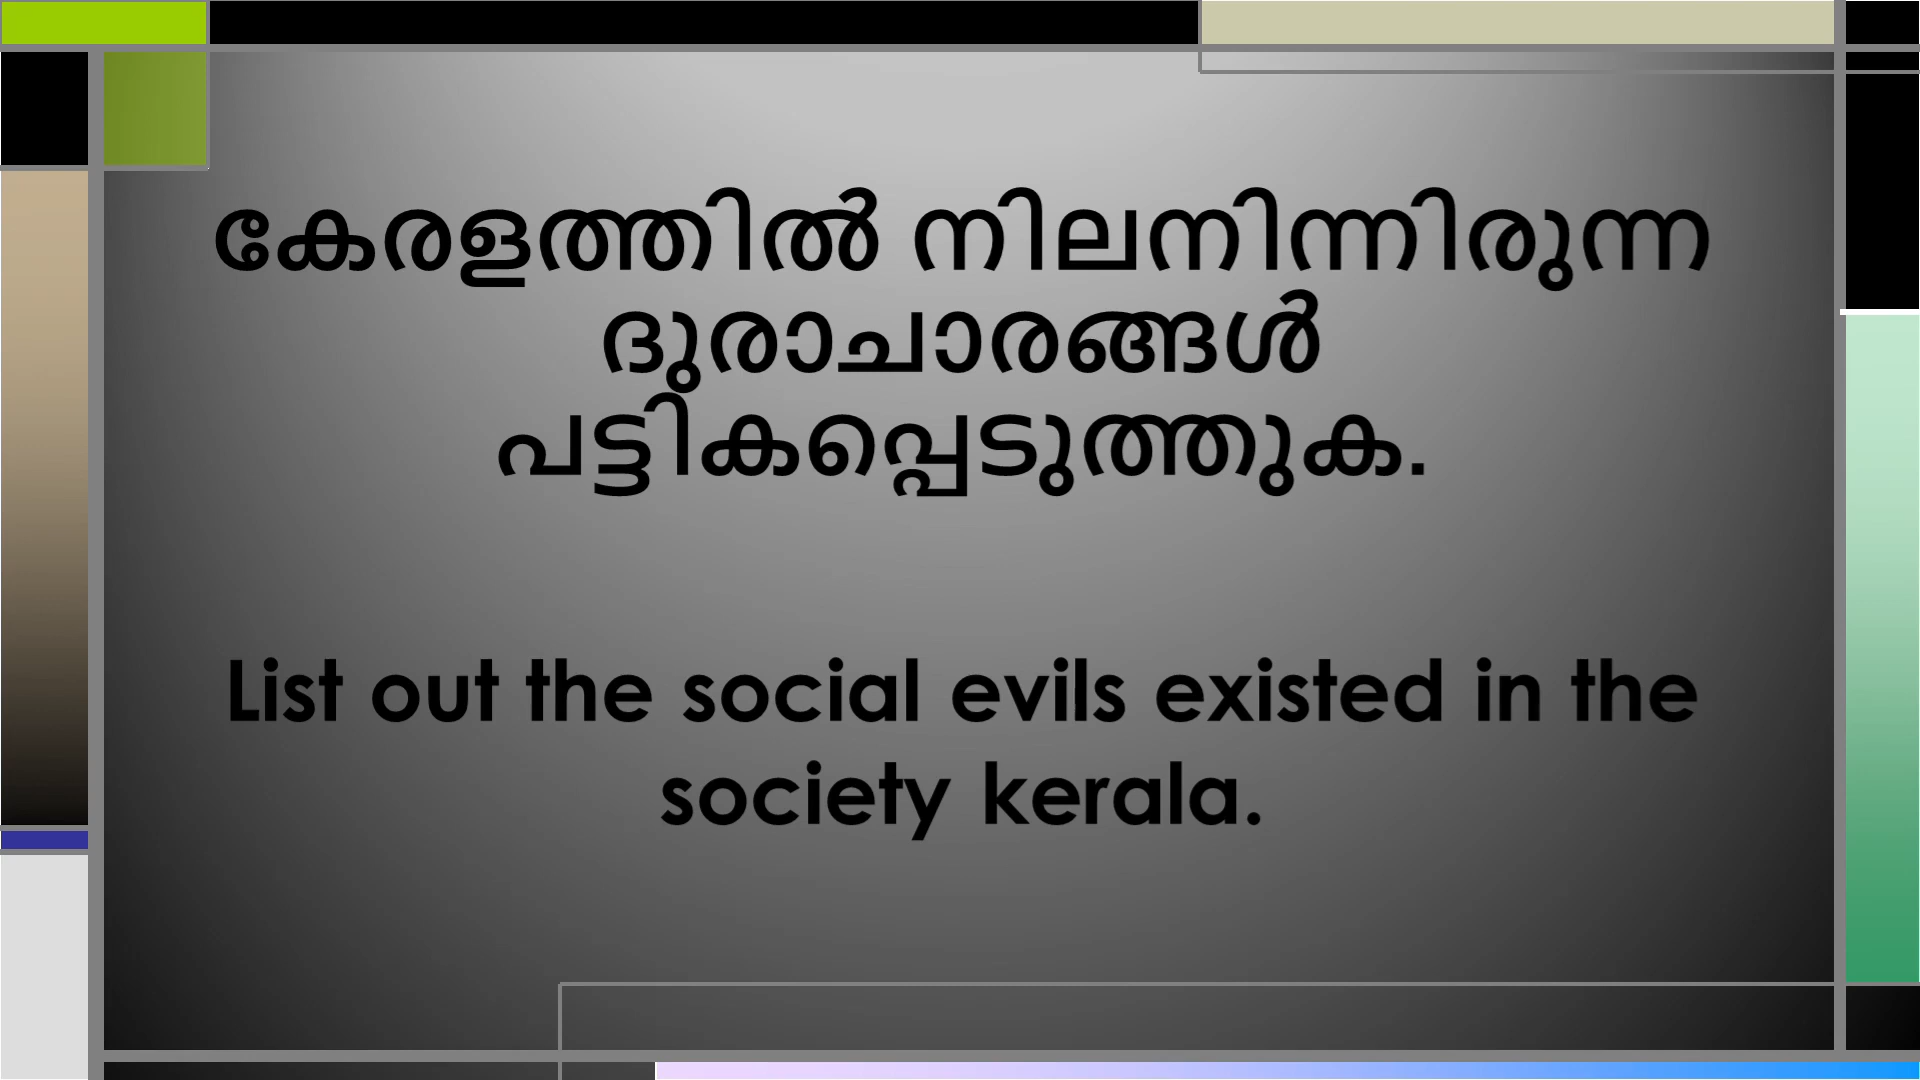 കേരളത്തിൽ നിലനിന്നിരുന്ന
ദുരാചാരങ്ങൾ
പട്ടികപ്പെടുത്തുക.
List out the social evils existed in the
society kerala.